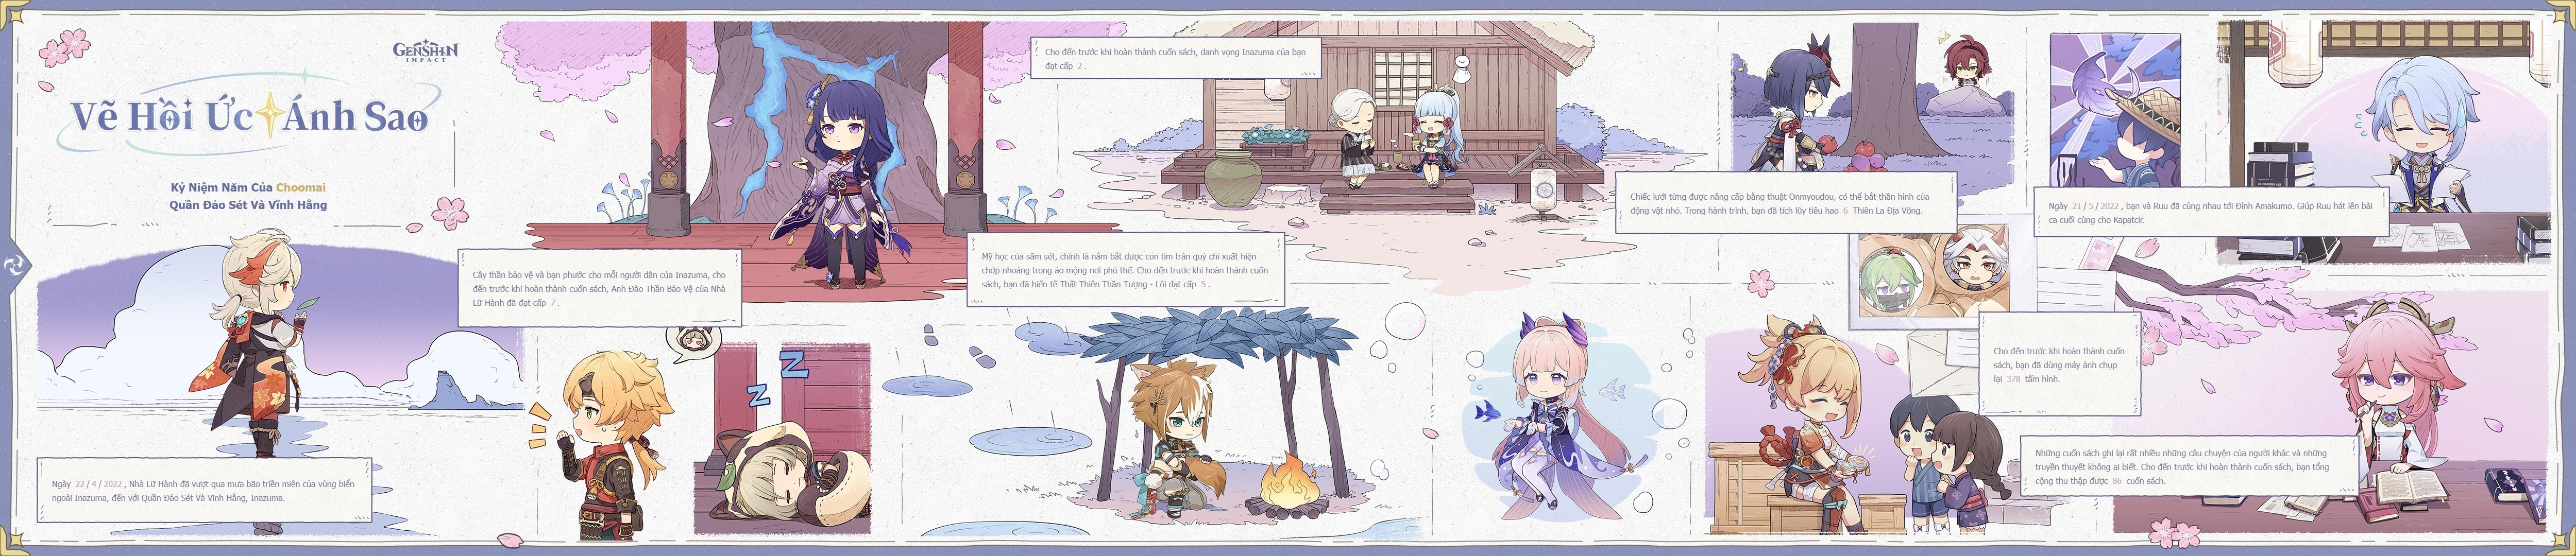 GENSHIN
IMPACT
Vẽ Hồi Ức Ánh Sao
Kỷ Niệm Năm Của Choomai
Quần Đảo Sét Và Vĩnh Hằng
Ngày 22 / 4 / 2022 , Nhà Lữ Hành đã vượt qua mưa bão triền miên của vùng biển
ngoài Inazuma, đến với Quần Đảo Sét Và Vĩnh Hằng, Inazuma.
Cây thần bảo vệ và ban phước cho mỗi người dân của Inazuma, cho
đến trước khi hoàn thành cuốn sách, Anh Đào Thần Bảo Vệ của Nhà
Lữ Hành đã đạt cấp 7 .
Mỹ học của sấm sét, chính là nắm bắt được con tim trân quý chỉ xuất hiện
chớp nhoáng trong ảo mộng nơi phù thế. Cho đến trước khi hoàn thành cuốn
sách, bạn đã hiến tế Thất Thiên Thần Tượng - Lôi đạt cấp 5 .
Cho đến trước khi hoàn thành cuốn sách, danh vọng Inazuma của bạn
đạt cấp 2 .
Chiếc lưới từng được nâng cấp bằng thuật Onmyoudou, có thể bắt thần hình của
động vật nhỏ. Trong hành trình, bạn đã tích lũy tiêu hao 6 Thiên La Địa Võng.
Ngày 21 / 5 / 2022 , bạn và Ruu đã cùng nhau tới Đỉnh Amakumo. Giúp Ruu hát lên bài
ca cuối cùng cho Kapatcir.
Cho đến trước khi hoàn thành cuốn
sách, bạn đã dùng máy ảnh chụp
lại 378 tấm hình.
Những cuốn sách ghi lại rất nhiều những câu chuyện của người khác và những
truyền thuyết không ai biết. Cho đến trước khi hoàn thành cuốn sách, bạn tổng
cộng thu thập được 86 cuốn sách.
Z
Z